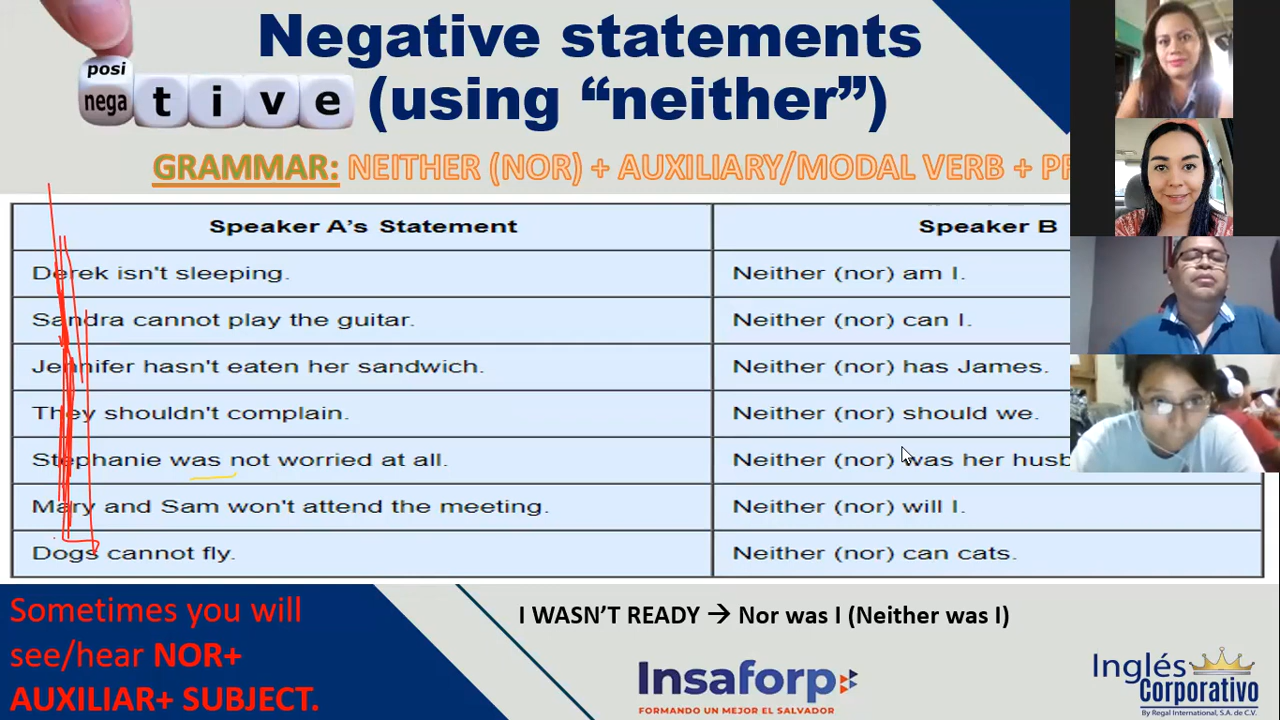 Negative statements
(using “neither”)
posi
nega t i v e
GRAMMAR: NEITHER (NOR) + AUXILIARY/MODAL VERB +
Speaker A's Statement Speaker B
Derek isn't sleeping. Neither (nor) am I.
Sandra cannot play the guitar. Neither (nor) can I.
Jennifer hasn't eaten her sandwich. Neither (nor) has James.
They shouldn't complain. Neither (nor) should we.
Stephanie was not worried at all. Neither (nor) was her
Mary and Sam won't attend the meeting. Neither (nor) will I.
Dogs cannot fly. Neither (nor) can cats.
Sometimes you will
see/hear NOR+
AUXILIAR+ SUBJECT.
I WASN'T READY → Nor was I (Neither was I)
Insaforp
FORMANDO UN MEJOR EL SALVADOR
Inglés
Corporativo
By Regal International, S.A. de C.V.